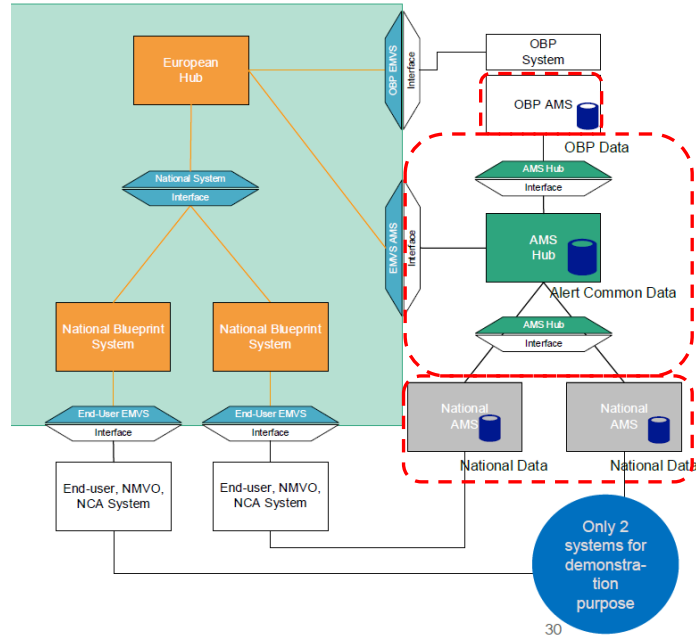 European
Hub
OBP EMVS
Interface
OBP
System
OBP AMS
OBP Data
National System
Interface
AMS Hub
Interface
EMVS AMS
Interface
AMS
Hub
Alert Common Data
National Blueprint
System
National Blueprint
System
AMS Hub
Interface
End-User EMVS
Interface
End-User EMVS
Interface
National
AMS
National
AMS
National Data
National Data
End-user, NMVO,
NCA System
End-user, NMVO,
NCA System
Only 2
systems for
demonstra-
tion
purpose
30